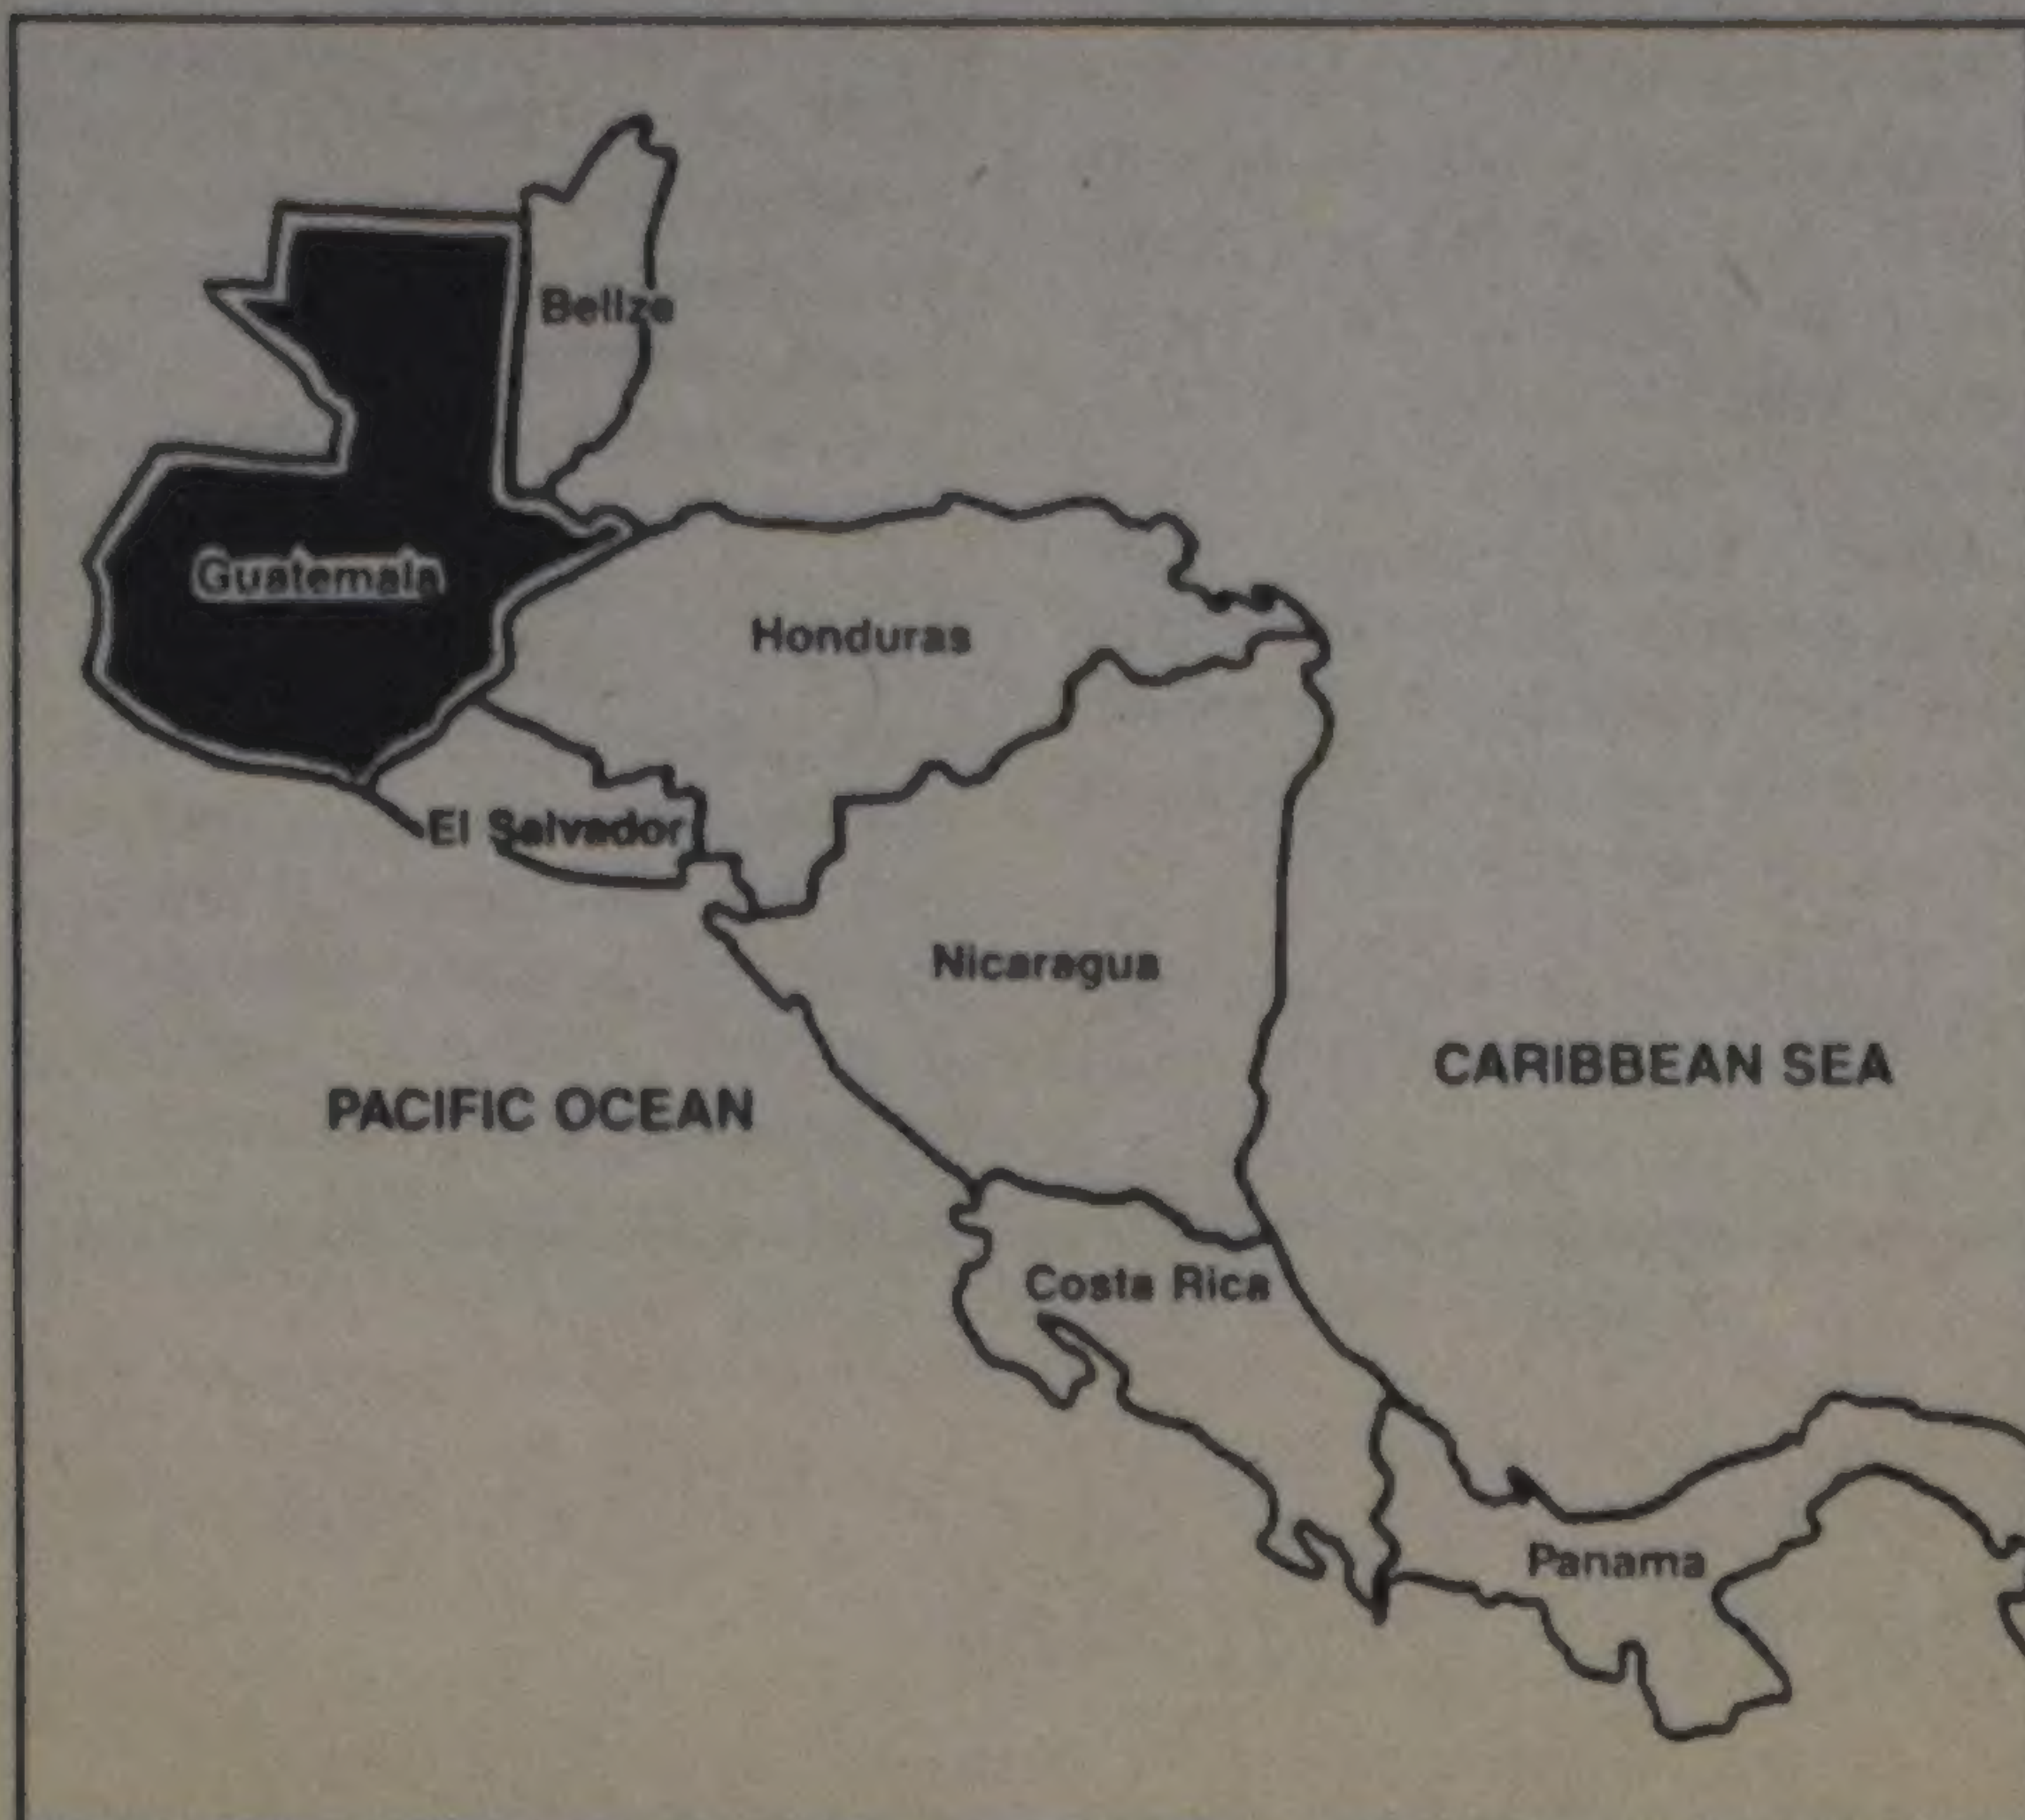 Belize
Guatemala
Honduras
El Salvador
Nicaragua
CARIBBEAN SEA
PACIFIC OCEAN
Costa Rica
Panama